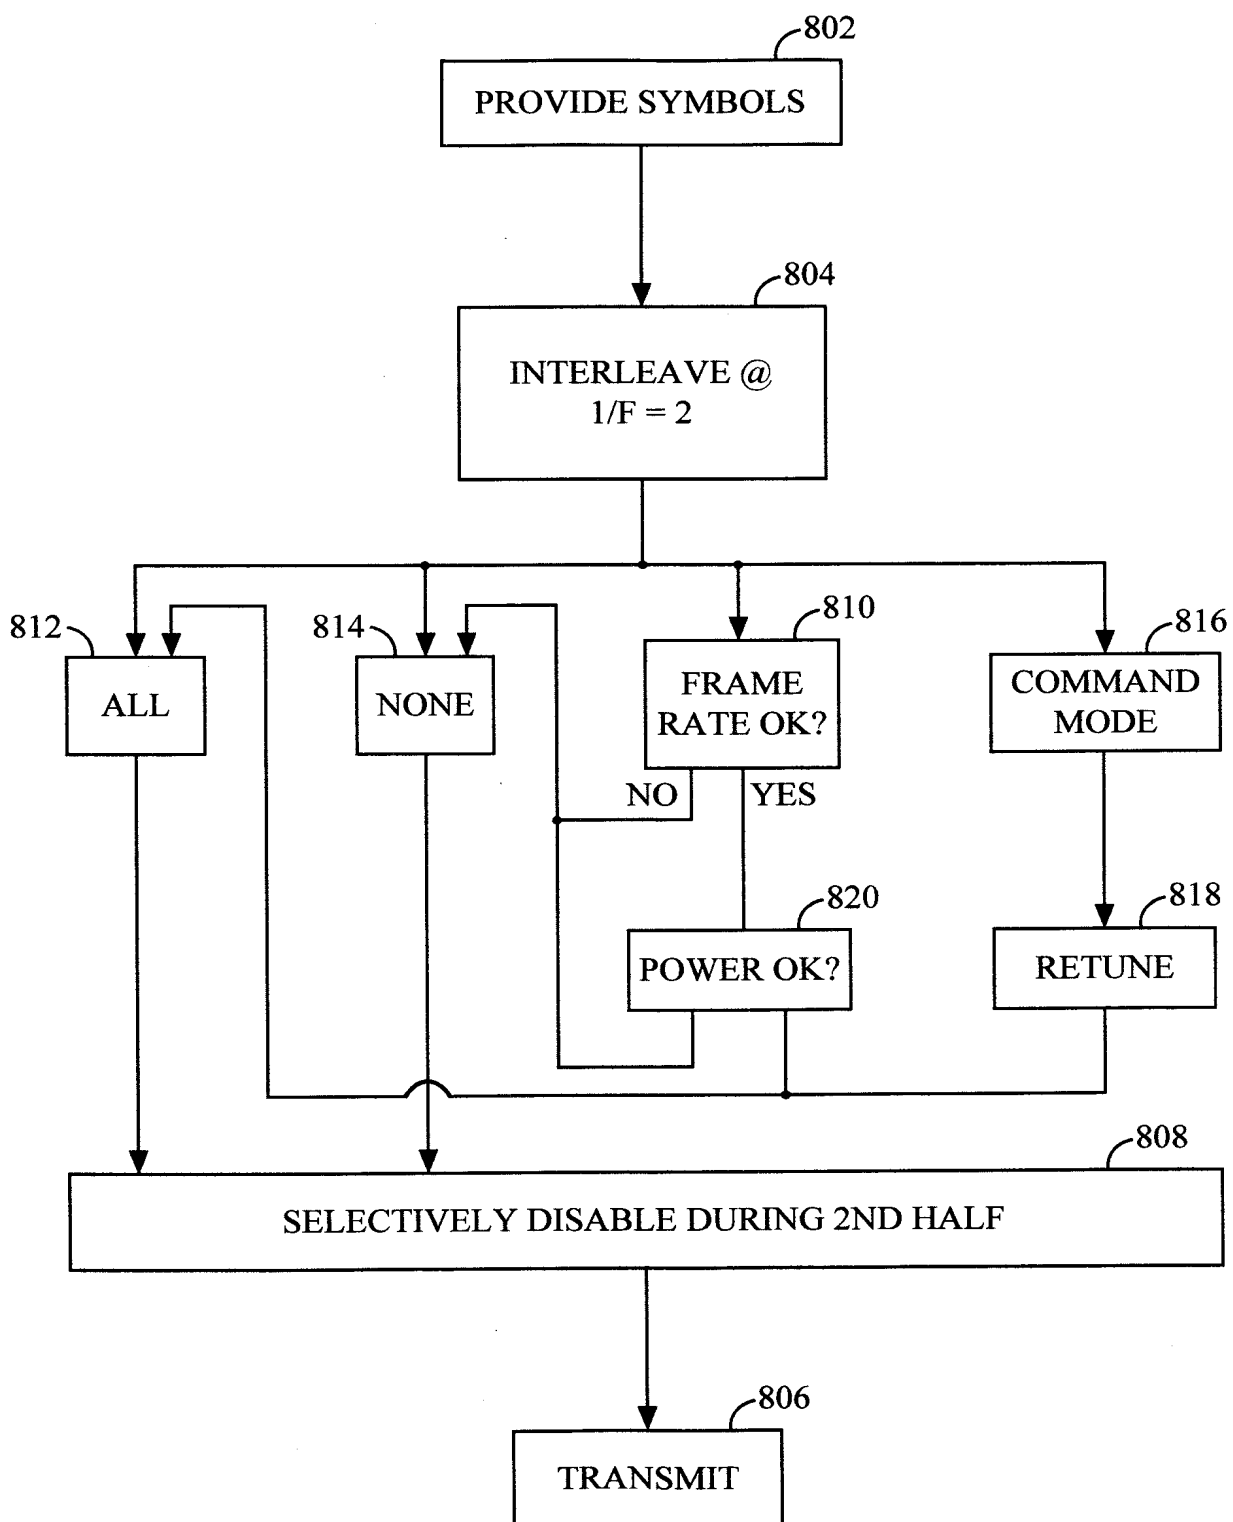 802
PROVIDE SYMBOLS
804
INTERLEAVE @
1/F = 2
812
ALL
814
NONE
810
FRAME
RATE OK?
816
COMMAND
MODE
NO
YES
820
POWER OK?
818
RETUNE
808
SELECTIVELY DISABLE DURING 2ND HALF
806
TRANSMIT